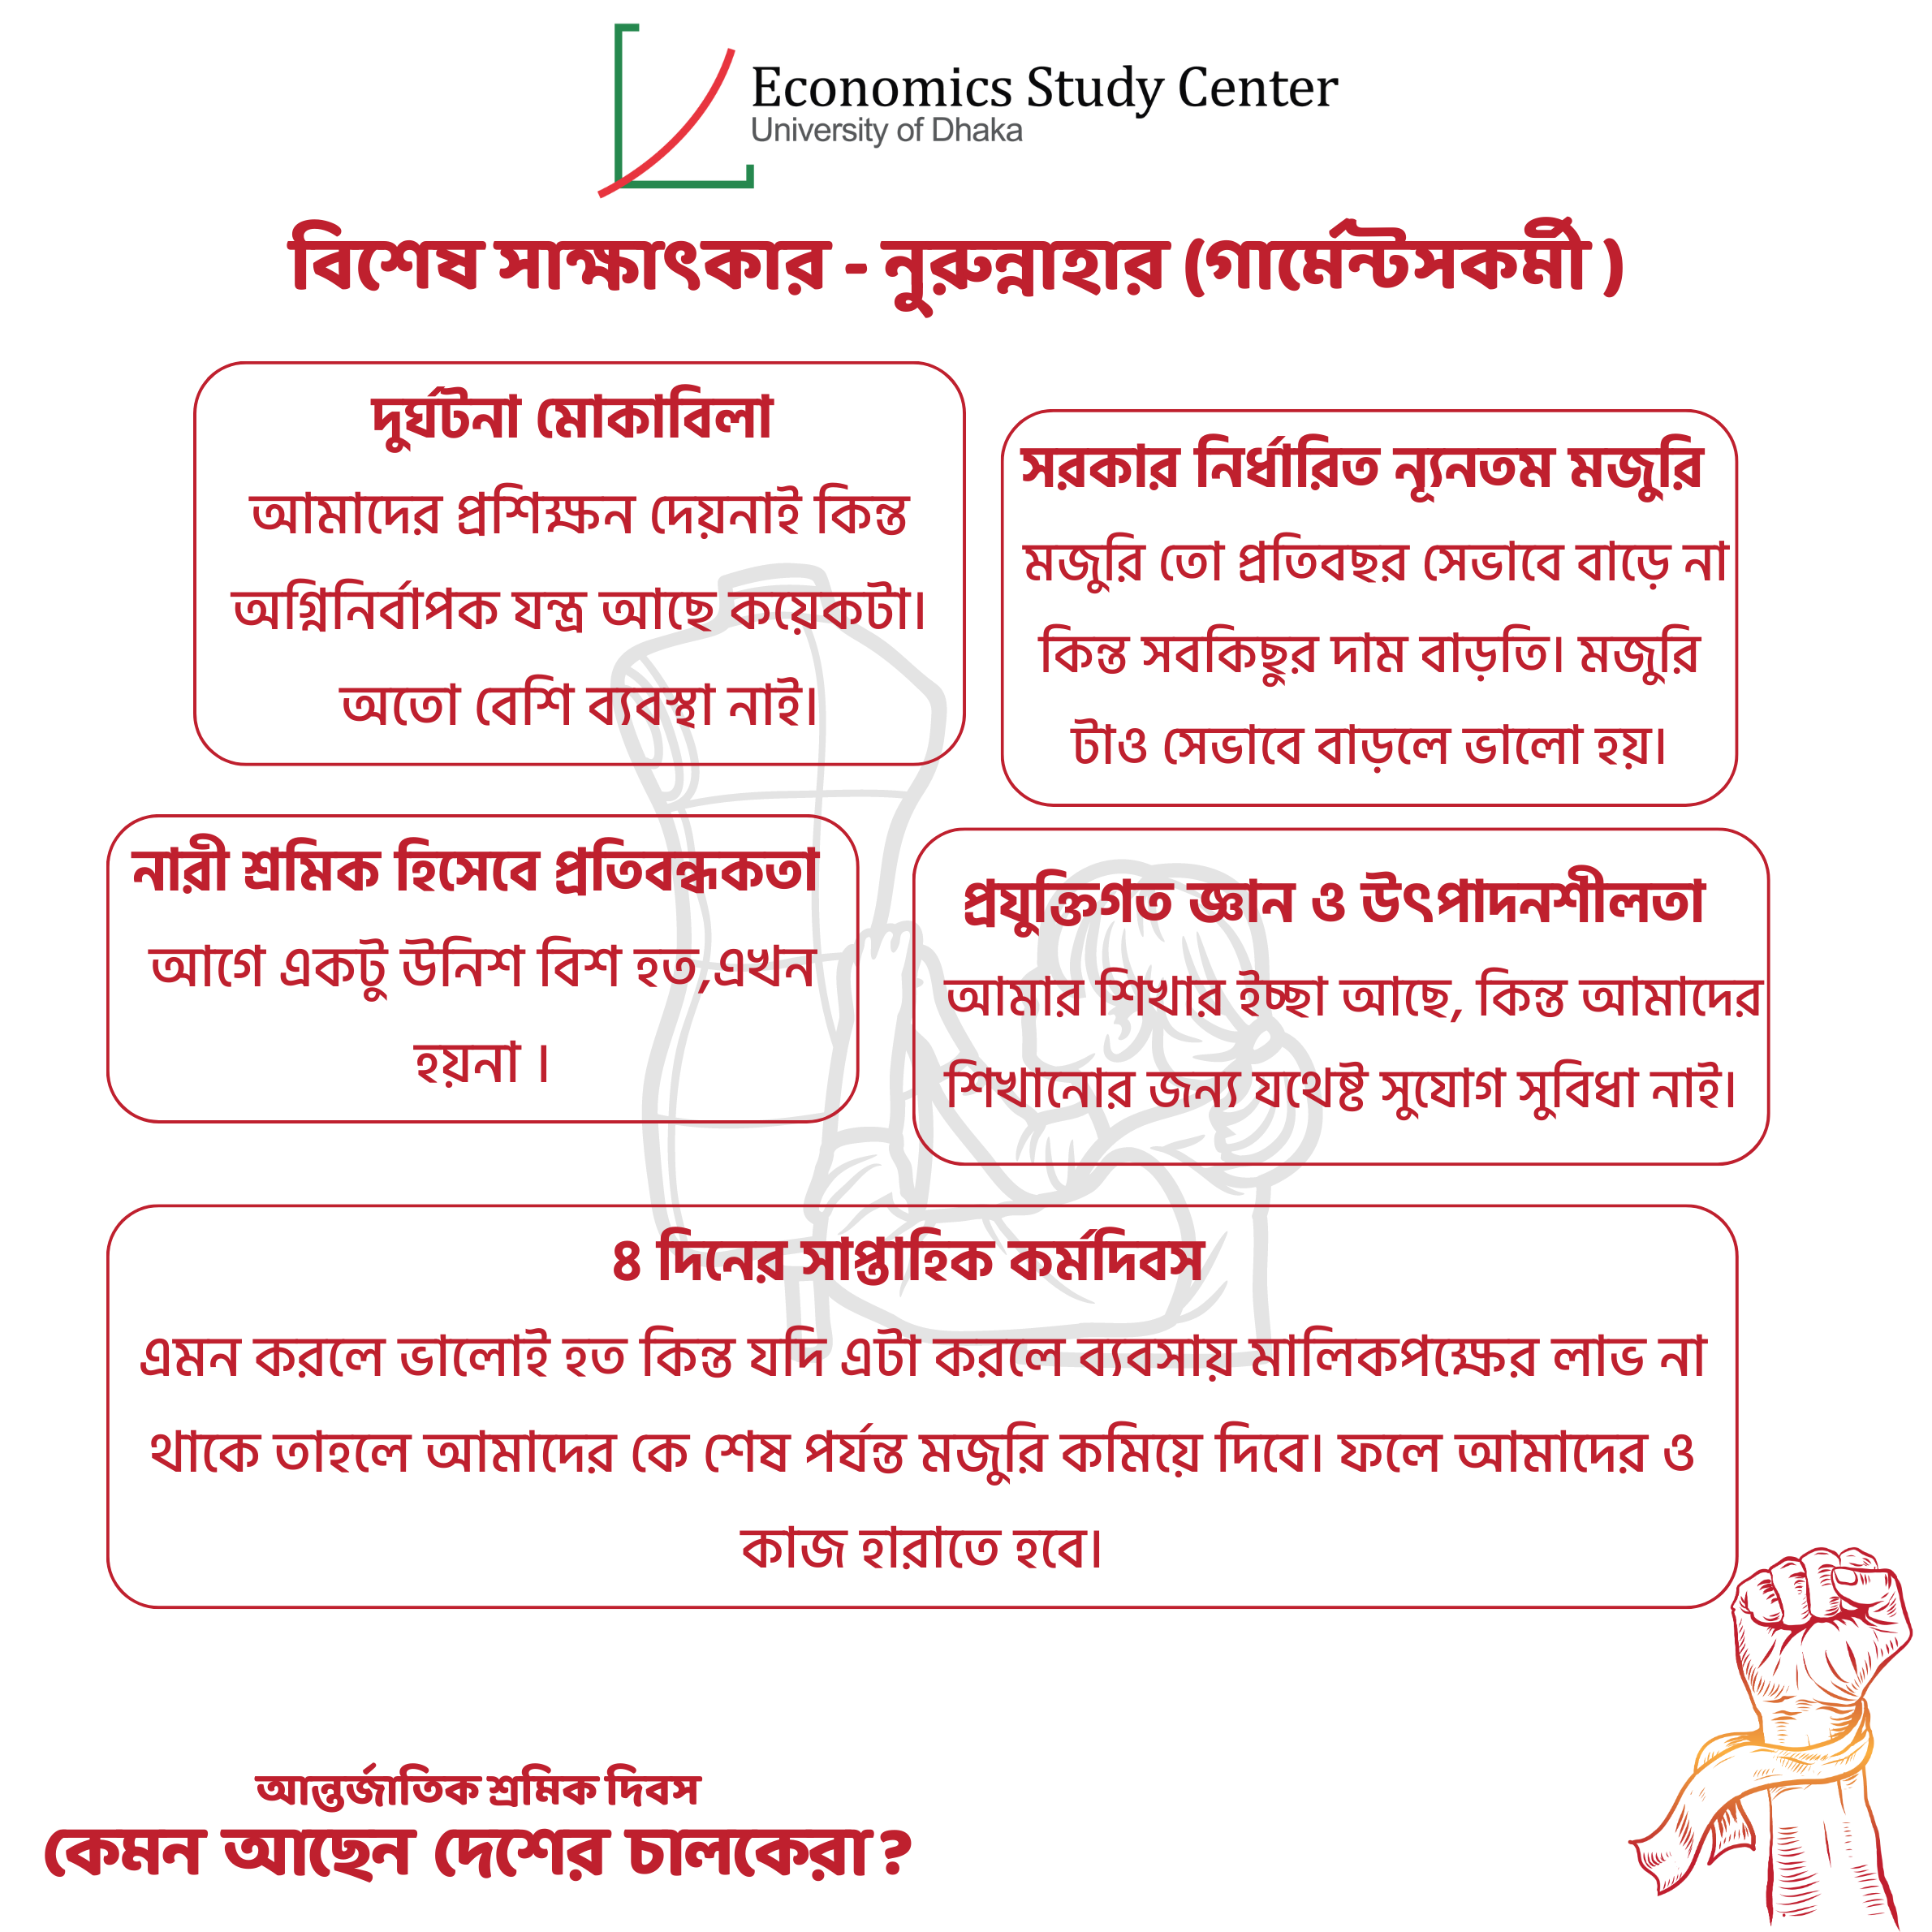 Economics Study Center
University of Dhaka
বিশেষ সাক্ষাৎকার - নুরুন্নাহার (গার্মেন্টসকর্মী )
দুর্ঘটনা মোকাবিলা
আমাদের প্রশিক্ষন দেয়নাই কিন্ত
অগ্নিনির্বাপক যন্ত্র আছে কয়েকটা।
অতো বেশি ব্যবস্থা নাই।
সরকার নির্ধারিত ন্যূনতম মজুরি
মজুরি তো প্রতিবছর সেভাবে বাড়ে না
কিন্ত সবকিছুর দাম বাড়তি। মজুরি
টাও সেভাবে বাড়লে ভালো হয়।
নারী শ্রমিক হিসেবে প্রতিবন্ধকতা
আগে একটু উনিশ বিশ হত,এখন
হয়না ।
প্রযুক্তিগত জ্ঞান ও উৎপাদনশীলতা
আমার শিখার ইচ্ছা আছে, কিন্ত আমাদের
শিখানোর জন্য যথেষ্ট সুযোগ সুবিধা নাই।
৪ দিনের সাপ্তাহিক কর্মদিবস
এমন করলে ভালোই হত কিন্ত যদি এটা করলে ব্যবসায় মালিকপক্ষের লাভ না
থাকে তাহলে আমাদের কে শেষ পর্যন্ত মজুরি কমিয়ে দিবে। ফলে আমাদের ও
কাজ হারাতে হবে।
আন্তর্জাতিক শ্রমিক দিবস
কেমন আছেন দেশের চালকেরা?